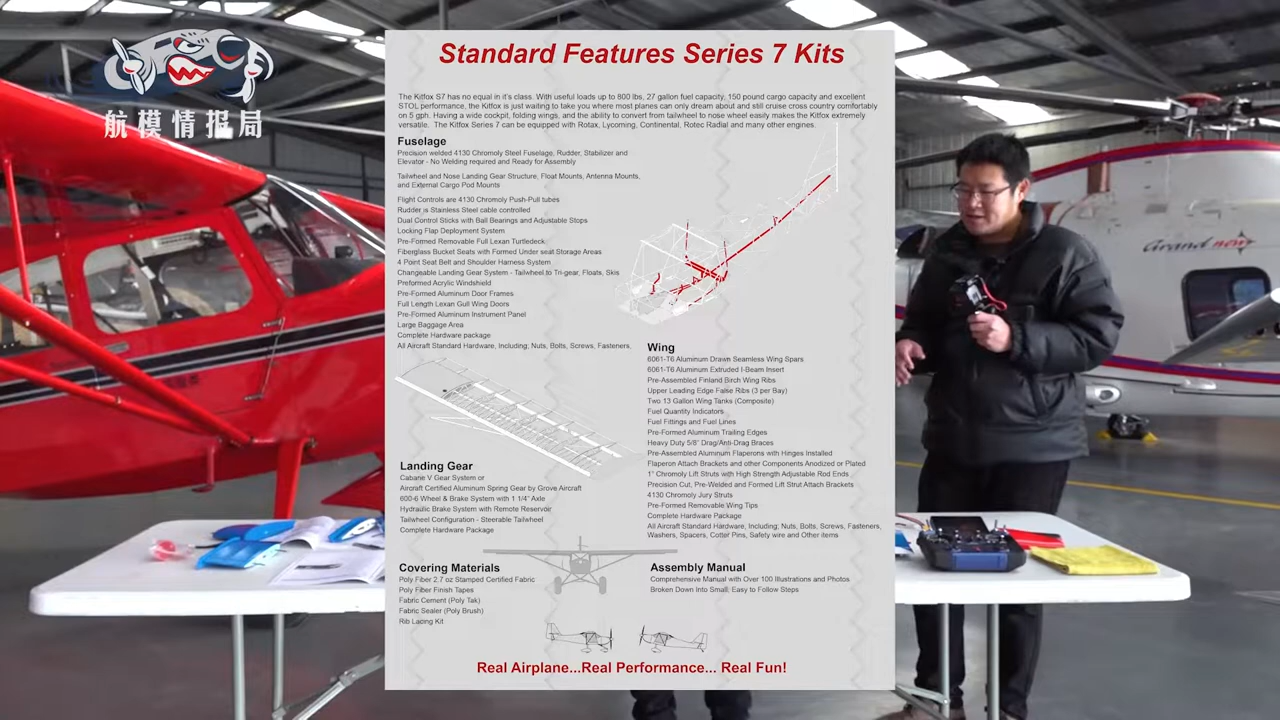 航模情报局
Standard Features Series 7 Kits
The Kitfox S7 has no equal in it's class. With useful loads up to 800 lbs, 27 gallon fuel capacity, 150 pound cargo capacity and excellent
STOL performance, the Kitfox is just waiting to take you where most planes can only dream about and still cruise cross country comfortably
on 5 gph. Having a wide cockpit, folding wings, and the ability to convert from tailwheel to nose wheel easily makes the Kitfox extremely
versatile. The Kitfox Series 7 can be equipped with Rotax, Lycoming, Continental, Rotec Radial and many other engines.
Fuselage
Precision welded 4130 Chromoly Steel Fuselage, Rudder, Stabilizer and
Elevator - No Welding required and Ready for Assembly
Tailwheel and Nose Landing Gear Structure, Float Mounts, Antenna Mounts,
and External Cargo Pod Mounts
Flight Controls are 4130 Chromoly Push-Pull tubes
Rudder is Stainless Steel cable controlled
Dual Control Sticks with Ball Bearings and Adjustable Stops
Locking Flap Deployment System
Pre-Formed Removable Full Lexan Turtledeck
Fiberglass Bucket Seats with Formed Under seat Storage Areas
4 Point Seat Belt and Shoulder Harness System
Changeable Landing Gear System - Tailwheel to Tri-gear, Floats, Skis
Preformed Acrylic Windshield
Pre-Formed Aluminum Door Frames
Full Length Lexan Gull Wing Doors
Pre-Formed Aluminum Instrument Panel
Large Baggage Area
Complete Hardware package
All Aircraft Standard Hardware, Including; Nuts, Bolts, Screws, Fasteners,
Wing
6061-T6 Aluminum Drawn Seamless Wing Spars
6061-T6 Aluminum Extruded I-Beam Insert
Pre-Assembled Finland Birch Wing Ribs
Upper Leading Edge False Ribs (3 per Bay)
Two 13 Gallon Wing Tanks (Composite)
Fuel Quantity Indicators
Fuel Fittings and Fuel Lines
Pre-Formed Aluminum Trailing Edges
Heavy Duty 5/8" Drag/Anti-Drag Braces
Pre-Assembled Aluminum Flaperons with Hinges Installed
Flaperon Attach Brackets and other Components Anodized or Plated
1" Chromoly Lift Struts with High Strength Adjustable Rod Ends
Precision Cut, Pre-Welded and Formed Lift Strut Attach Brackets
4130 Chromoly Jury Struts
Pre-Formed Removable Wing Tips
Complete Hardware Package
All Aircraft Standard Hardware, Including; Nuts, Bolts, Screws, Fasteners,
Washers, Spacers, Cotter Pins, Safety wire and Other items
Landing Gear
Cabane V Gear System or
Aircraft Certified Aluminum Spring Gear by Grove Aircraft
600-6 Wheel & Brake System with 1 1/4" Axle
Hydraulic Brake System with Remote Reservoir
Tailwheel Configuration - Steerable Tailwheel
Complete Hardware Package
Covering Materials
Poly Fiber 2.7 oz Stamped Certified Fabric
Poly Fiber Finish Tapes
Fabric Cement (Poly Tak)
Fabric Sealer (Poly Brush)
Rib Lacing Kit
Assembly Manual
Comprehensive Manual with Over 100 Illustrations and Photos
Broken Down Into Small, Easy to Follow Steps
Real Airplane...Real Performance... Real Fun!
Grand new